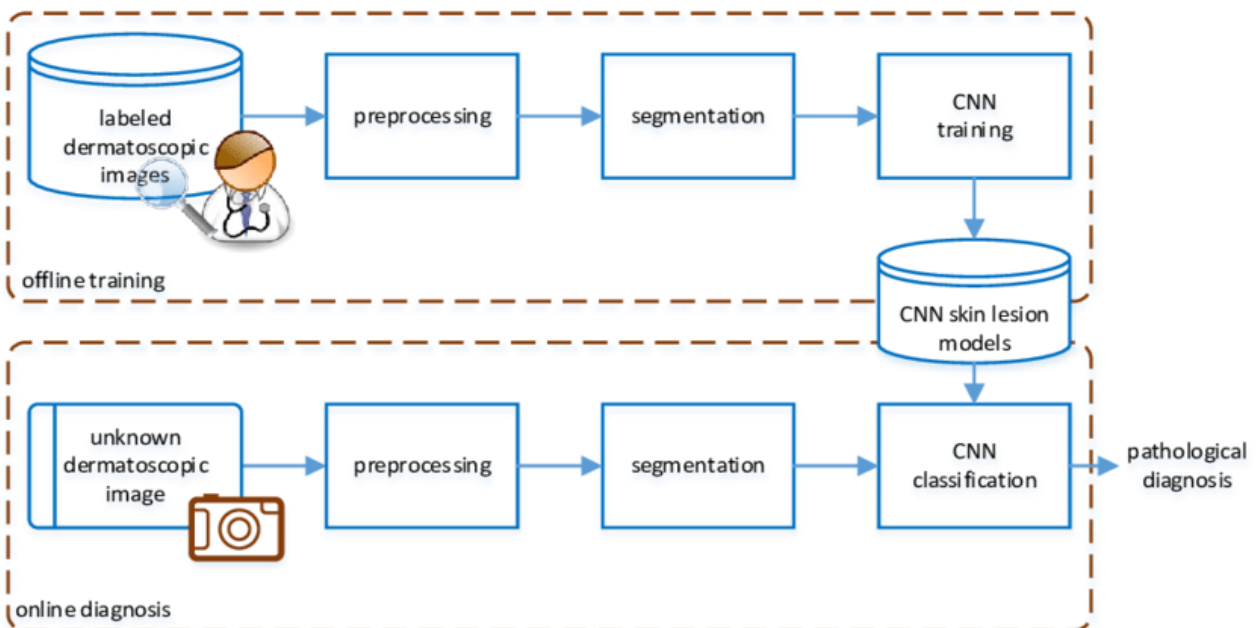 labeled
dermatoscopic
images
preprocessing
segmentation
CNN
training
offline training
CNN skin lesion
models
unknown
dermatoscopic
image
preprocessing
segmentation
CNN
classification
pathological
diagnosis
online diagnosis